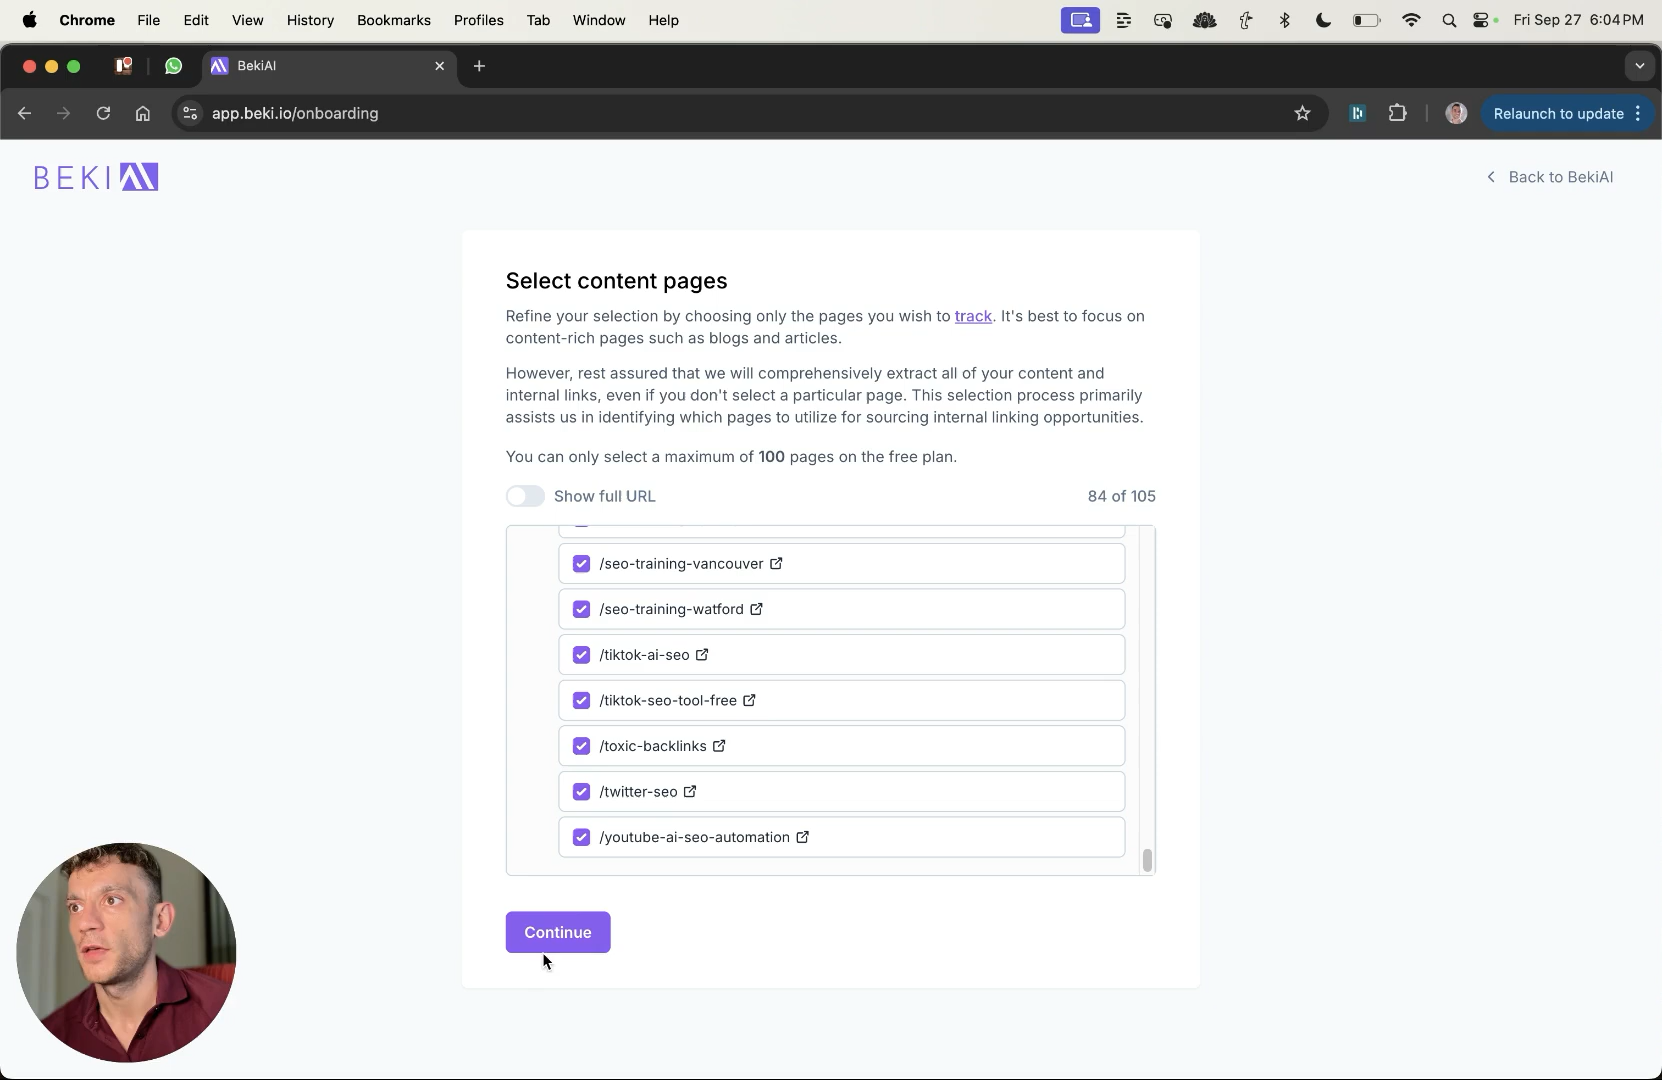 Chrome File Edit View History Bookmarks Profiles Tab Window Help Fri Sep 27 6:04 PM
BekiAI
app.beki.io/onboarding Relaunch to update
BEKI Back to BekiAI
Select content pages
Refine your selection by choosing only the pages you wish to track. It's best to focus on
content-rich pages such as blogs and articles.
However, rest assured that we will comprehensively extract all of your content and
internal links, even if you don't select a particular page. This selection process primarily
assists us in identifying which pages to utilize for sourcing internal linking opportunities.
You can only select a maximum of 100 pages on the free plan.
Show full URL 84 of 105
/seo-training-vancouver
/seo-training-watford
/tiktok-ai-seo
/tiktok-seo-tool-free
/toxic-backlinks
/twitter-seo
/youtube-ai-seo-automation
Continue